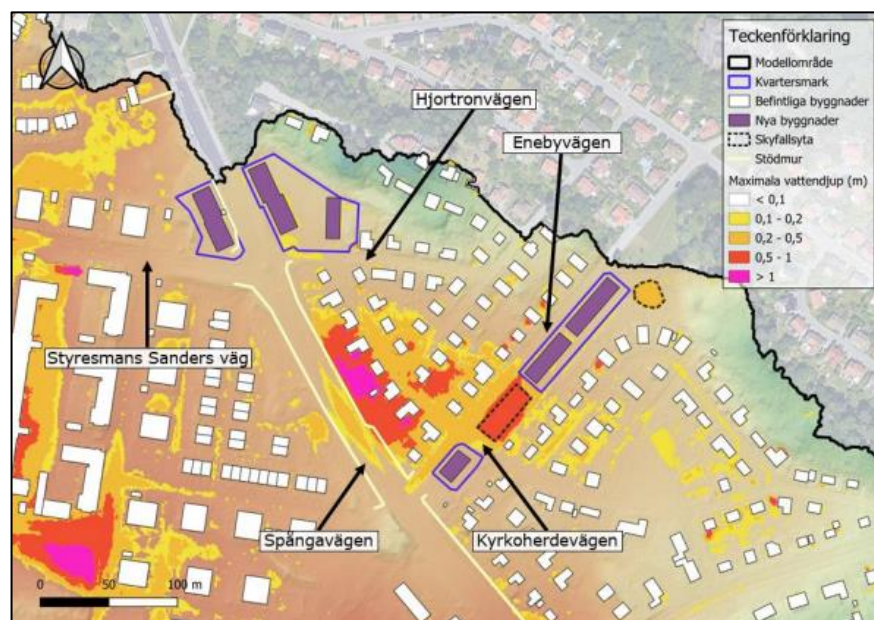 Teckenförklaring
Modellområde
Kvartersmark
Befintliga byggnader
Nya byggnader
Skyfallsyta
Stödmur
Maximala vattendjup (m)
< 0,1
0,1 - 0,2
0,2 - 0,5
0,5 - 1
> 1
Hjortronvägen
Enebyvägen
Styresmans Sanders väg
Spångavägen
Kyrkoherdevägen
0 50 100 m